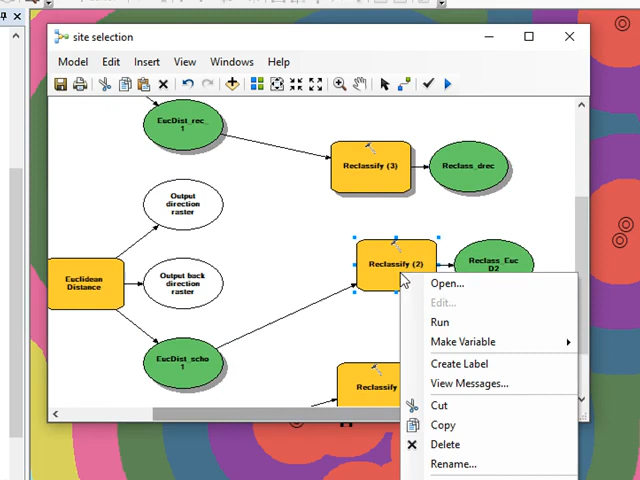 site selection
Model Edit Insert View Windows Help
EucDist_rec_
1
Reclassify (3)
Reclass_drec
Output
direction
raster
Reclassify (2)
Reclass_Euc
D2
Euclidean
Distance
Output back
direction
raster
EucDist_scho
1
Reclassify
Open...
Edit...
Run
Make Variable
Create Label
View Messages...
Cut
Copy
Delete
Rename...